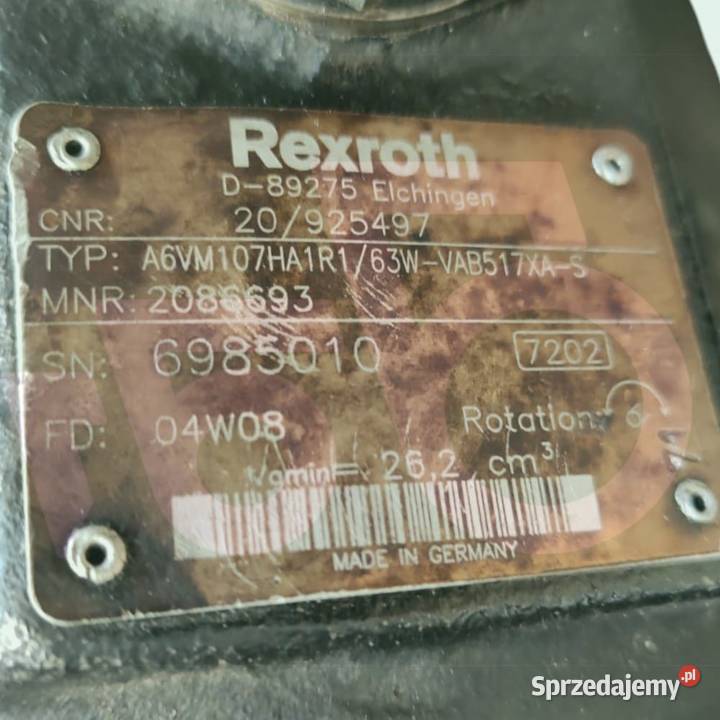 Rexroth
D-89275 Elchingen
CNR: 20/925497
TYP: A6VM107HA1R1/63W-VAB517XA-S
MNR: 2086693
SN: 6985010 7202
FD: 04W08 Rotation:
= 26,2 cm³
MADE IN GERMANY
Sprzedajemy.pl